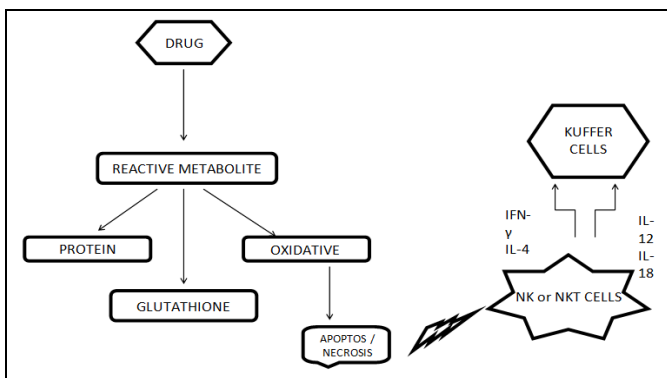 DRUG
KUFFER
CELLS
REACTIVE METABOLITE
IFN-
γ
IL-4
IL-
12
IL-
18
PROTEIN
OXIDATIVE
GLUTATHIONE
NK or NKT CELLS
APOPTOS /
NECROSIS